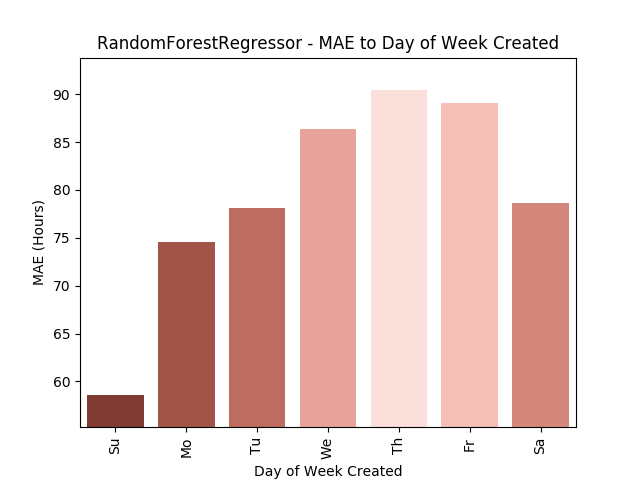 RandomForestRegressor - MAE to Day of Week Created
MAE (Hours)
90
85
80
75
70
65
60
Su
Mo
Tu
We
Th
Fr
Sa
Day of Week Created